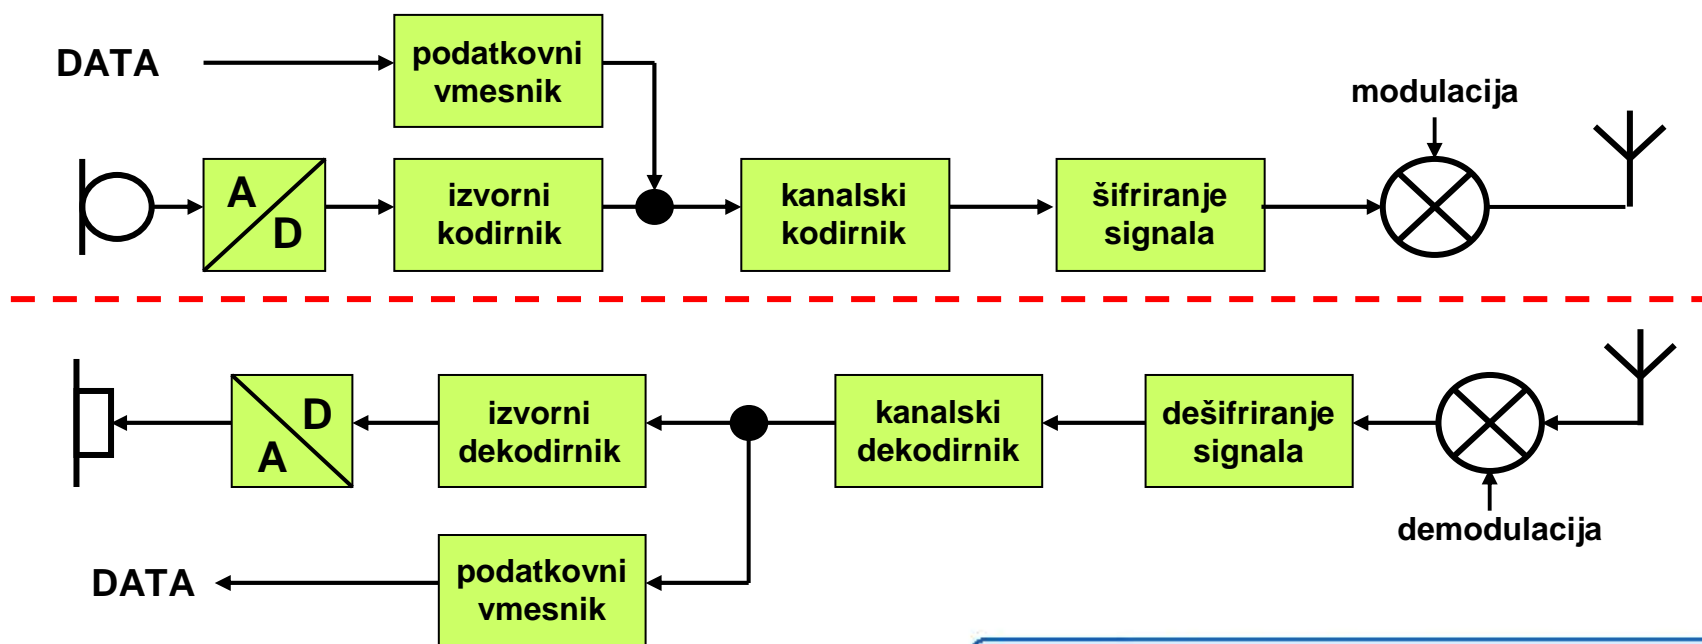 podatkovni
vmesnik
DATA
modulacija
A
D
izvorni
kodirnik
kanalski
kodirnik
šifriranje
signala
D
A
izvorni
dekodirnik
kanalski
dekodirnik
dešifriranje
signala
demodulacija
podatkovni
vmesnik
DATA